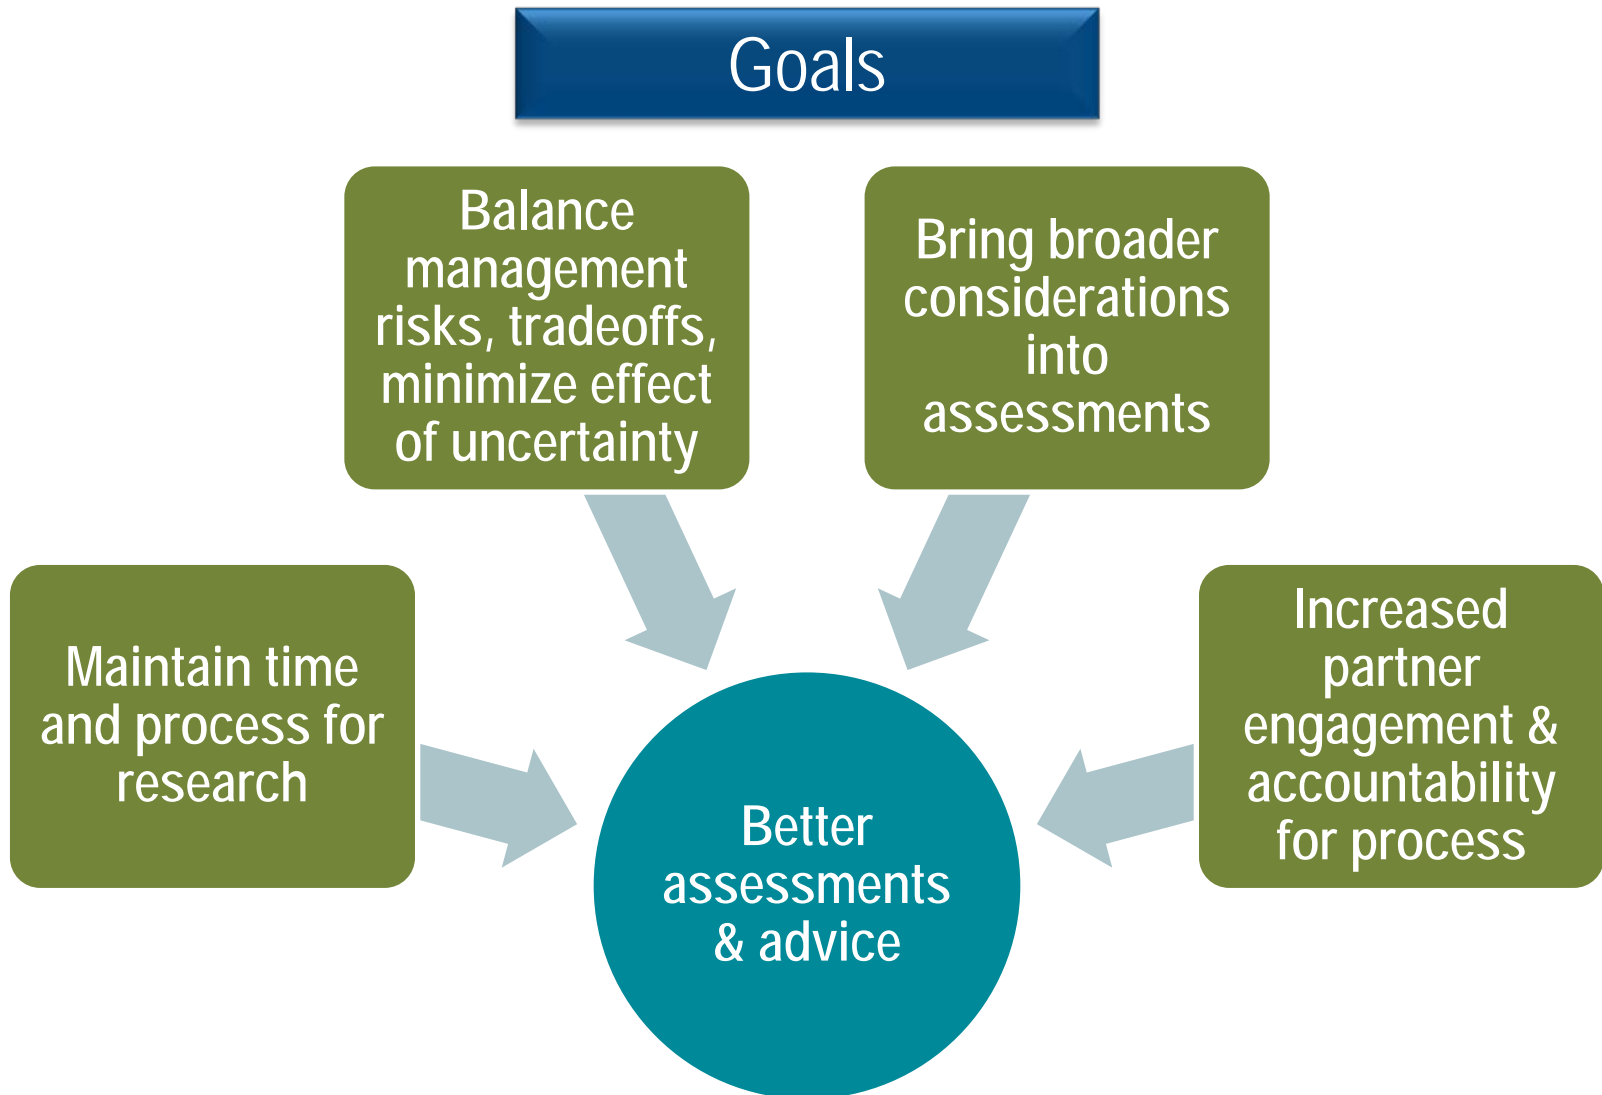 Goals
Balance
management
risks, tradeoffs,
minimize effect
of uncertainty
Bring broader
considerations
into
assessments
Maintain time
and process for
research
Increased
partner
engagement &
accountability
for process
Better
assessments
& advice